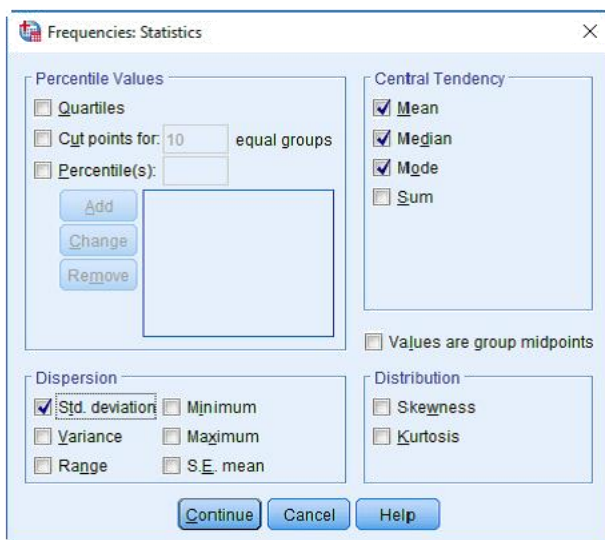 Frequencies: Statistics
Percentile Values
Quartiles
Cut points for: 10 equal groups
Percentile(s):
Add
Change
Remove
Central Tendency
Mean
Median
Mode
Sum
Values are group midpoints
Dispersion
Std. deviation Minimum
Variance Maximum
Range S.E. mean
Distribution
Skewness
Kurtosis
Continue Cancel Help